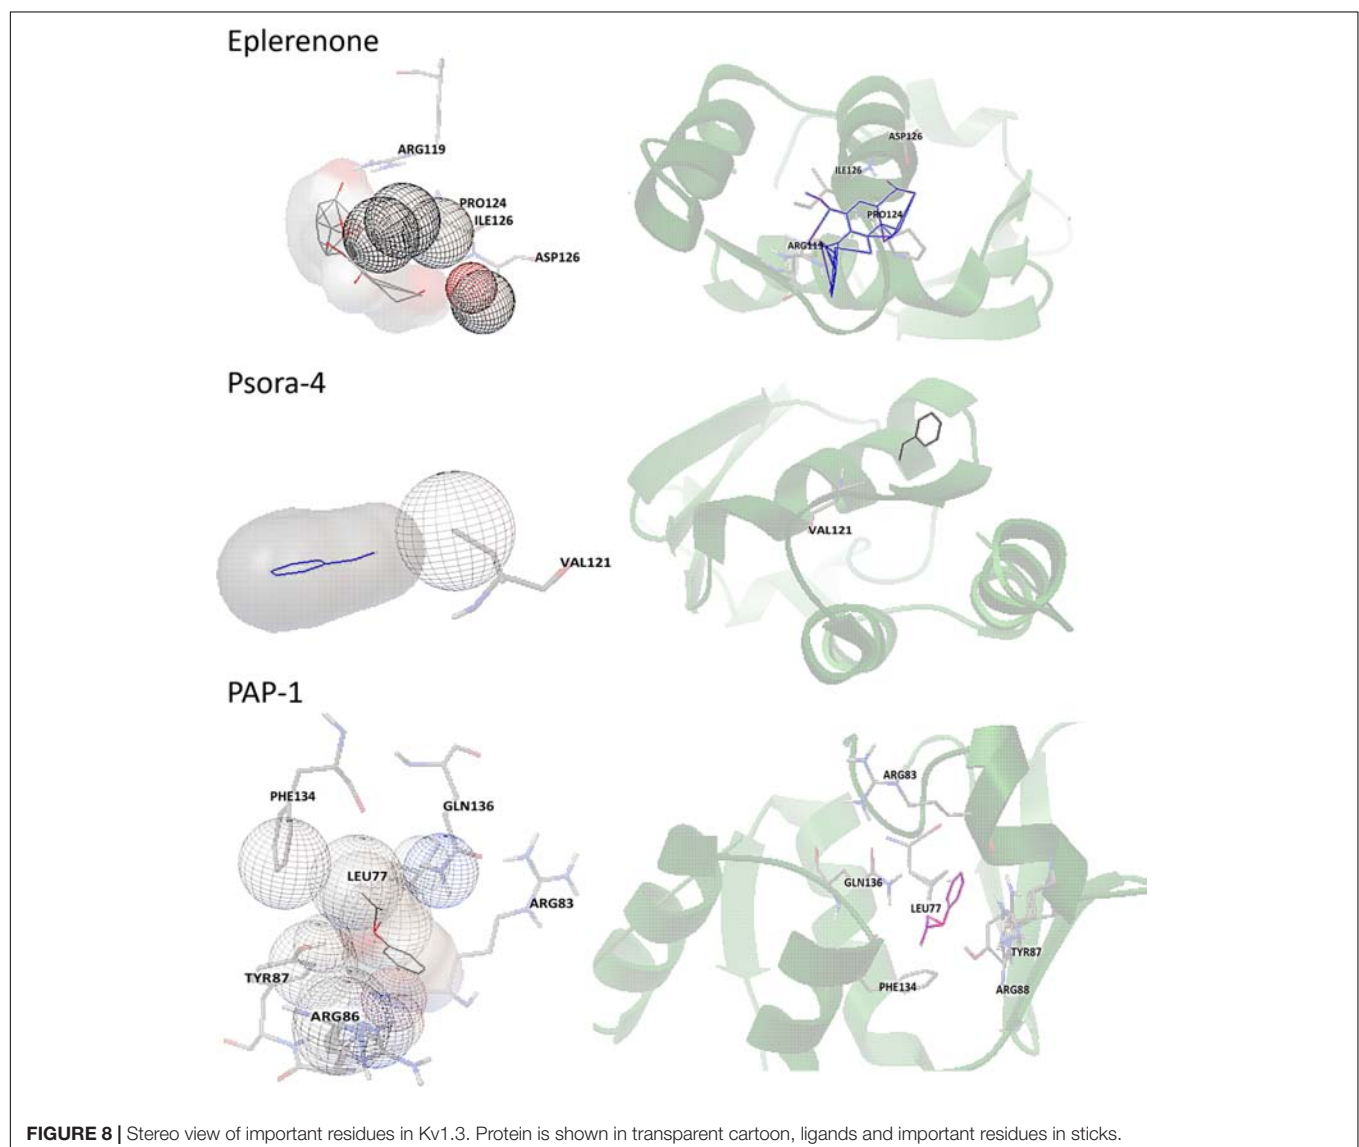 Eplerenone
ARG119
PRO124
ILE126
ASP126
ASP126
ILE126
PRO124
ARG119
Psora-4
VAL121
VAL121
PAP-1
PHE134
GLN136
LEU77
ARG83
TYR87
ARG86
ARG83
GLN136
LEU77
TYR87
PHE134
ARG88
FIGURE 8 | Stereo view of important residues in Kv1.3. Protein is shown in transparent cartoon, ligands and important residues in sticks.